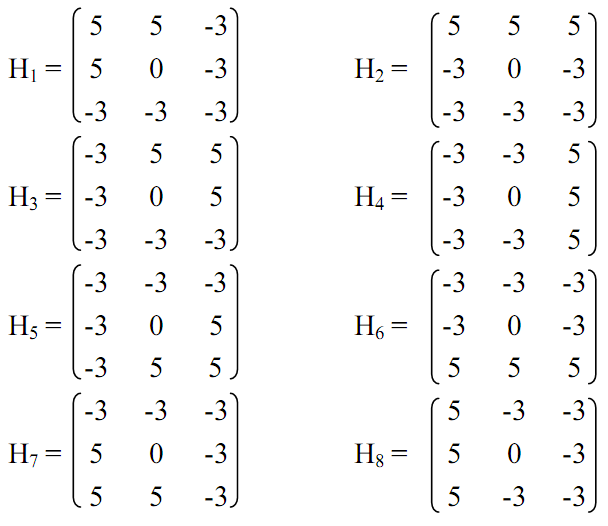 5 5 -3 5 5 5
H₁ = 5 0 -3 H₂ = -3 0 -3
-3 -3 -3 -3 -3 -3
-3 5 5 -3 -3 5
H₃ = -3 0 5 H₄ = -3 0 5
-3 -3 -3 -3 -3 5
-3 -3 -3 -3 -3 -3
H₅ = -3 0 5 H₆ = -3 0 -3
-3 5 5 5 5 5
-3 -3 -3 5 -3 -3
H₇ = 5 0 -3 H₈ = 5 0 -3
5 5 -3 5 -3 -3